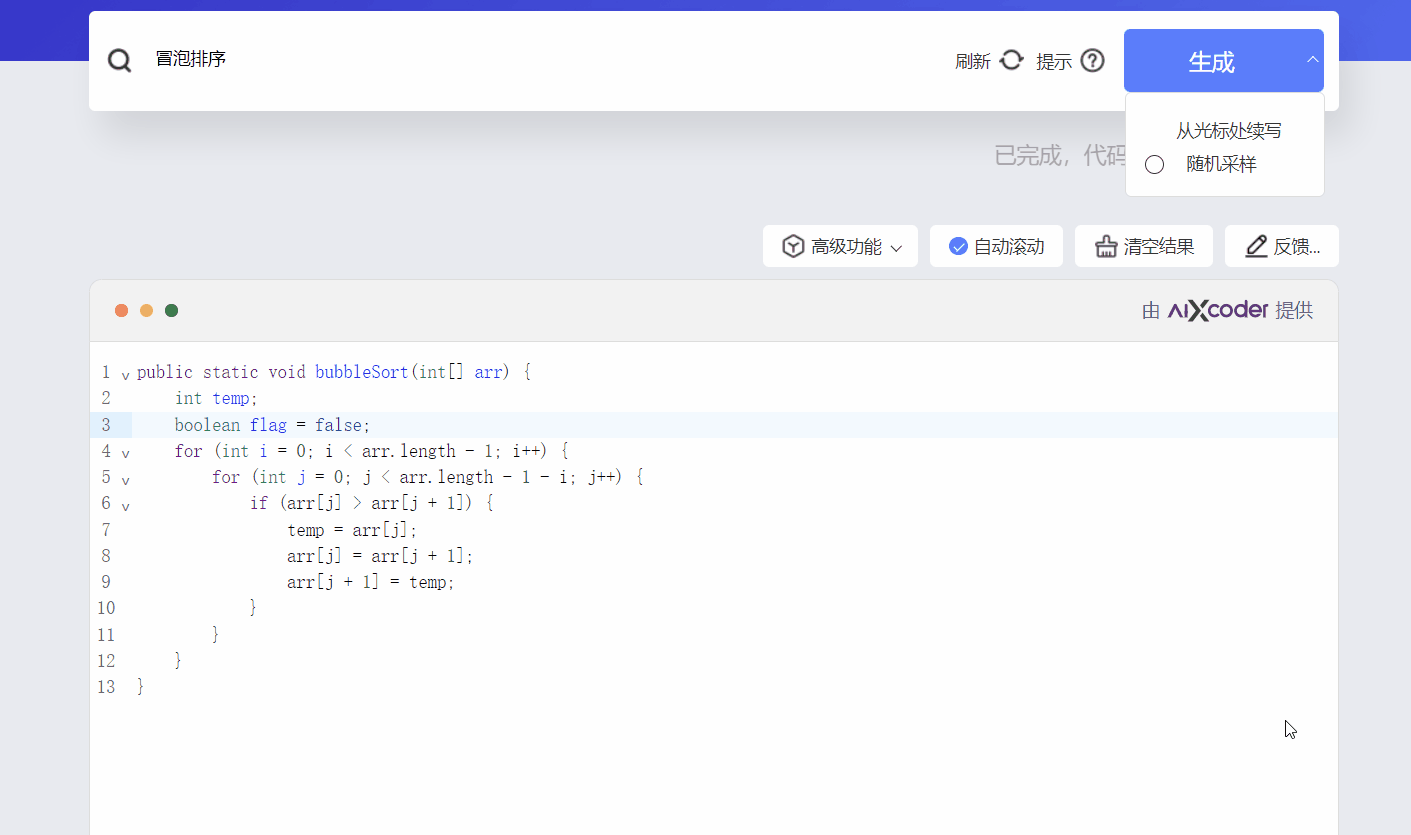 冒泡排序
刷新 提示
生成
从光标处续写
随机采样
已完成，代码
高级功能
自动滚动
清空结果
反馈...
由 aiXcoder 提供
1 public static void bubbleSort(int[] arr) {
2 int temp;
3 boolean flag = false;
4 for (int i = 0; i < arr.length - 1; i++) {
5 for (int j = 0; j < arr.length - 1 - i; j++) {
6 if (arr[j] > arr[j + 1]) {
7 temp = arr[j];
8 arr[j] = arr[j + 1];
9 arr[j + 1] = temp;
10 }
11 }
12 }
13 }